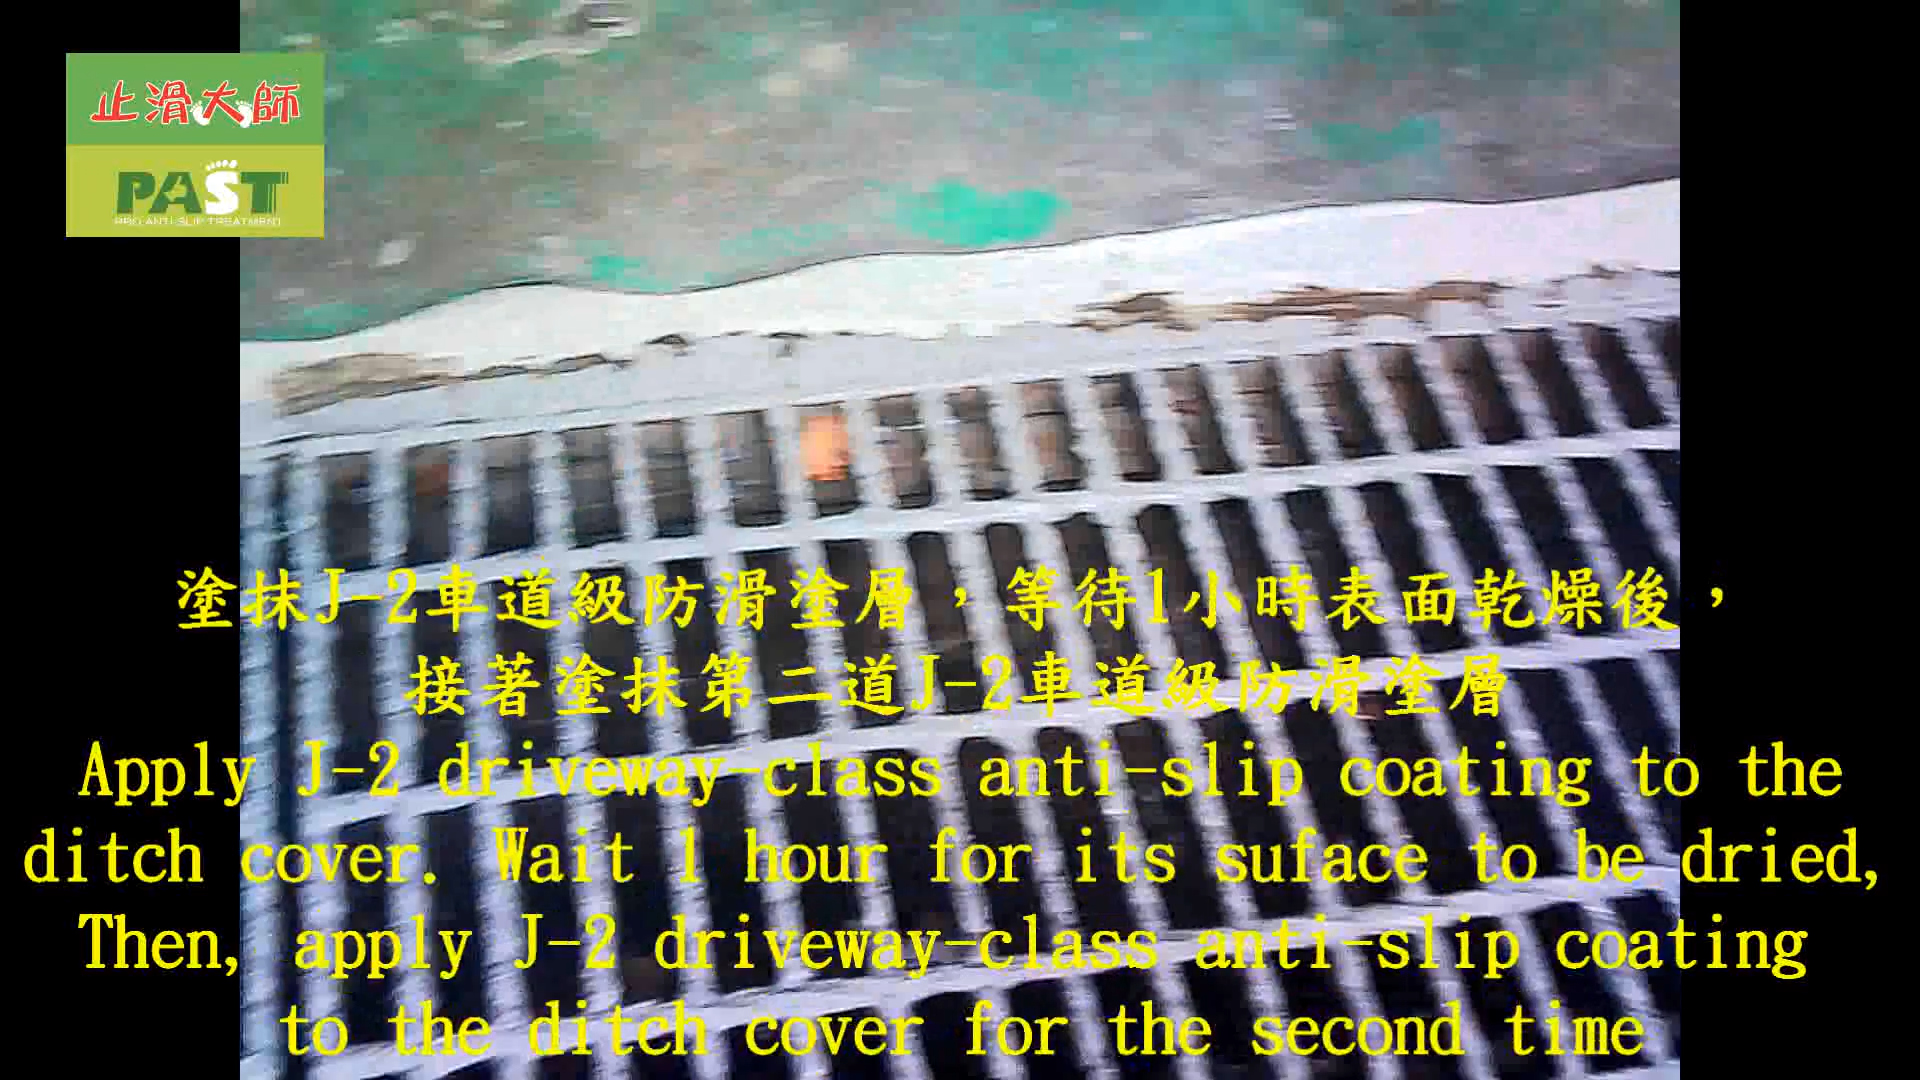 止滑大師
PAST
PRO ANTI-SLIP TREATMENT
塗抹J-2車道級防滑塗層，等待1小時表面乾燥後，
接著塗抹第二道J-2車道級防滑塗層
Apply J-2 driveway-class anti-slip coating to the
ditch cover. Wait 1 hour for its suface to be dried,
Then, apply J-2 driveway-class anti-slip coating
to the ditch cover for the second time